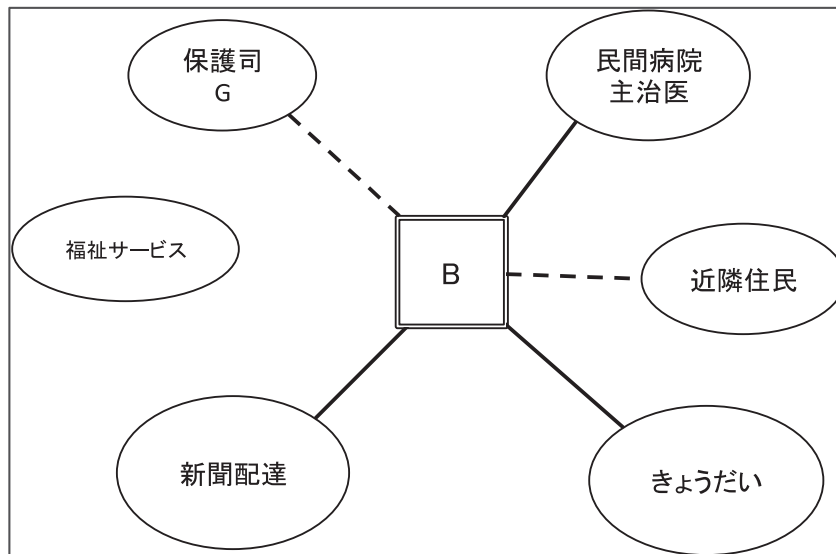 保護司
G
民間病院
主治医
福祉サービス
B
近隣住民
新聞配達
きょうだい